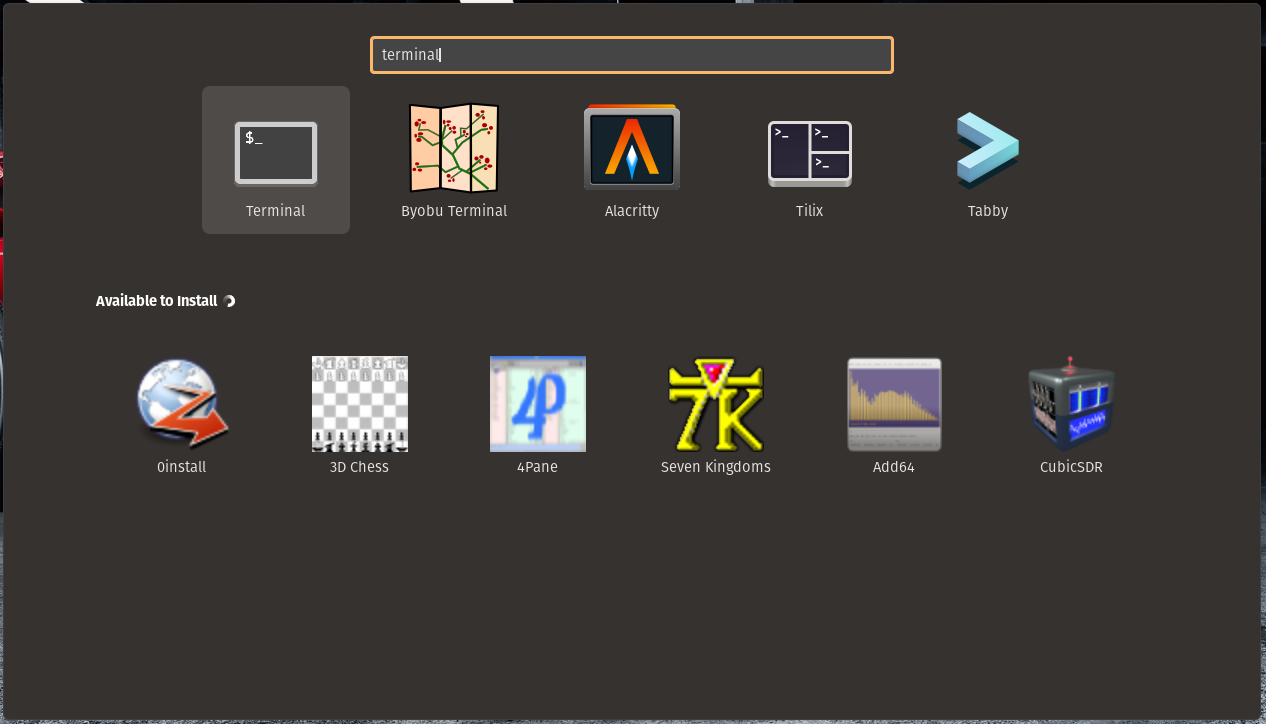 terminal
$_
>_ >_
>_
Terminal Byobu Terminal Alacritty Tilix Tabby
Available to Install
4P
7K
0install 3D Chess 4Pane Seven Kingdoms Add64 CubicSDR